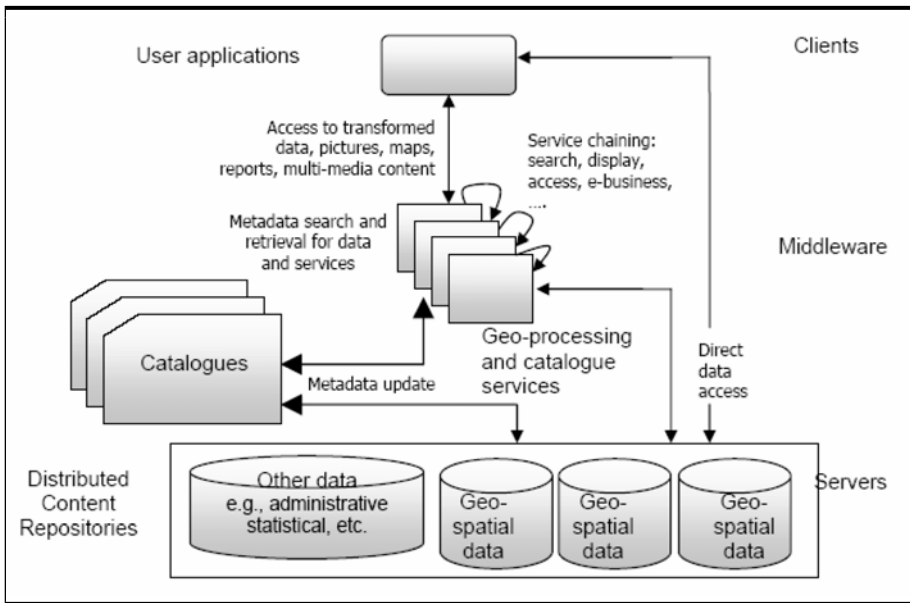 User applications
Clients
Access to transformed
data, pictures, maps,
reports, multi-media content
Service chaining:
search, display,
access, e-business,
....
Metadata search and
retrieval for data
and services
Middleware
Catalogues
Geo-processing
and catalogue
services
Direct
data
access
Metadata update
Distributed
Content
Repositories
Other data
e.g., administrative
statistical, etc.
Geo-
spatial
data
Geo-
spatial
data
Geo-
spatial
data
Servers